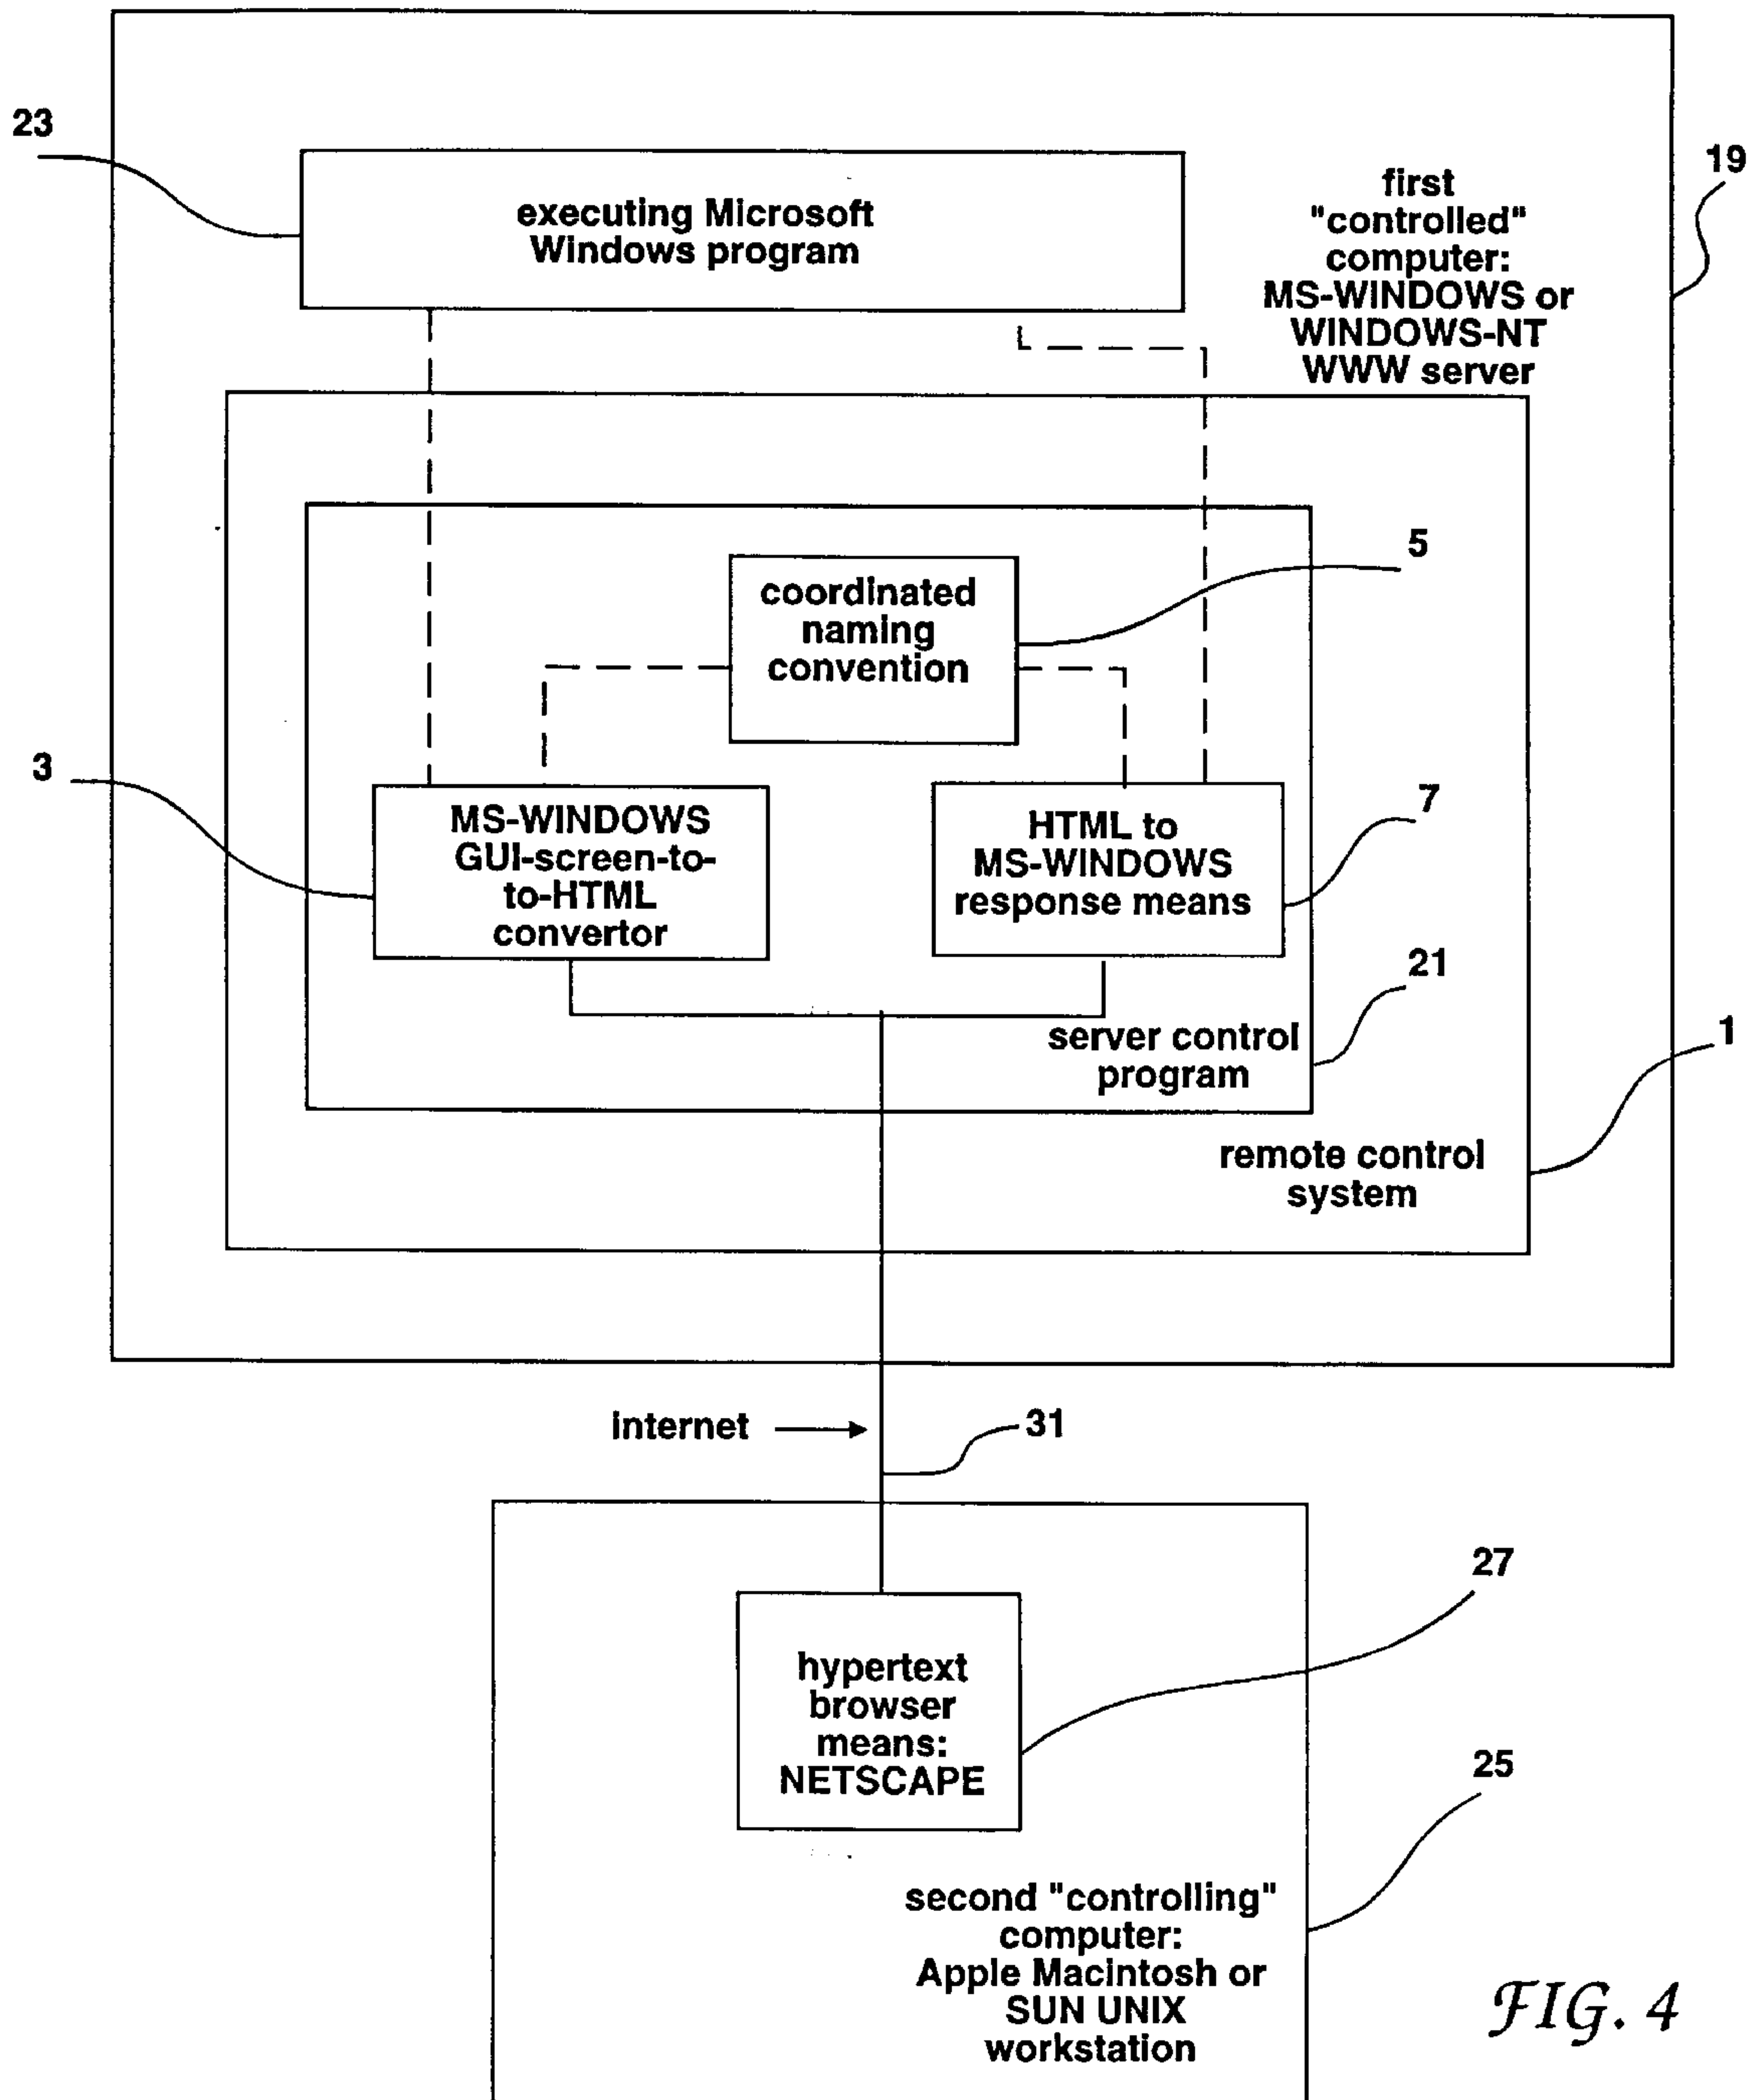 23
executing Microsoft
Windows program
19
first
"controlled"
computer:
MS-WINDOWS or
WINDOWS-NT
WWW server
5
coordinated
naming
convention
3
MS-WINDOWS
GUI-screen-to-
to-HTML
convertor
7
HTML to
MS-WINDOWS
response means
21
server control
program
1
remote control
system
internet
31
27
hypertext
browser
means:
NETSCAPE
25
second "controlling"
computer:
Apple Macintosh or
SUN UNIX
workstation
FIG. 4